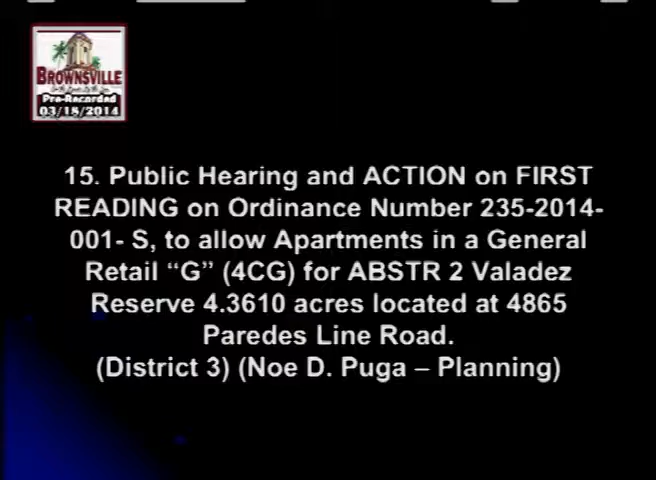 BROWNSVILLE
Pre-Recorded
03/18/2014
15. Public Hearing and ACTION on FIRST
READING on Ordinance Number 235-2014-
001- S, to allow Apartments in a General
Retail “G” (4CG) for ABSTR 2 Valadez
Reserve 4.3610 acres located at 4865
Paredes Line Road.
(District 3) (Noe D. Puga – Planning)